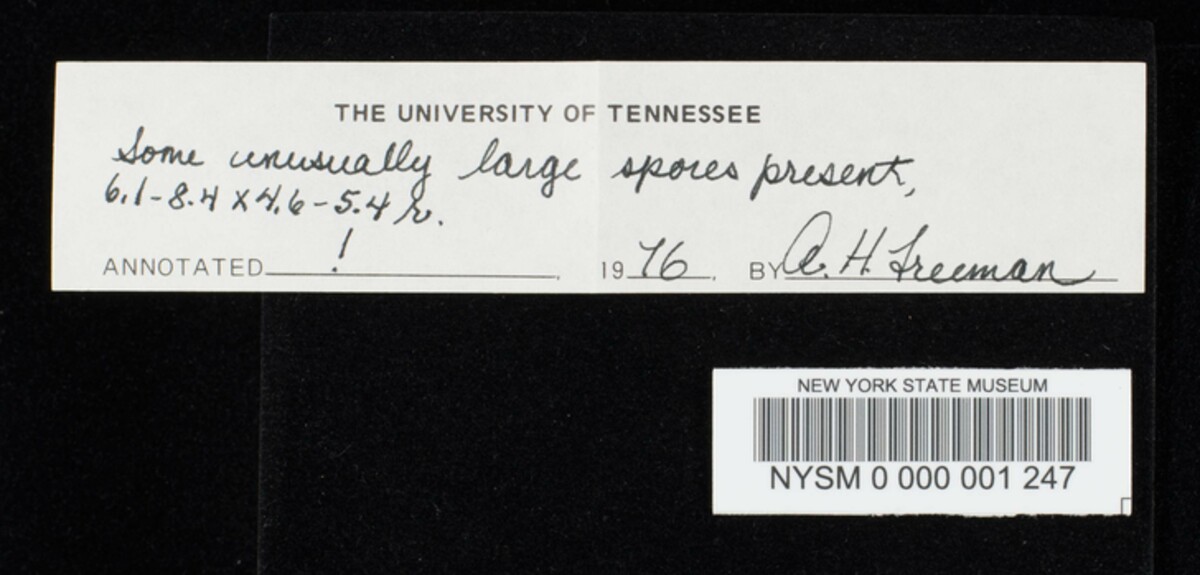 THE UNIVERSITY OF TENNESSEE
Some unusually large spores present,
6.1-8.4 x 4.6-5.4 μ.
ANNOTATED ! . 1976. BY A. H. Freeman
NEW YORK STATE MUSEUM
NYSM 0 000 001 247